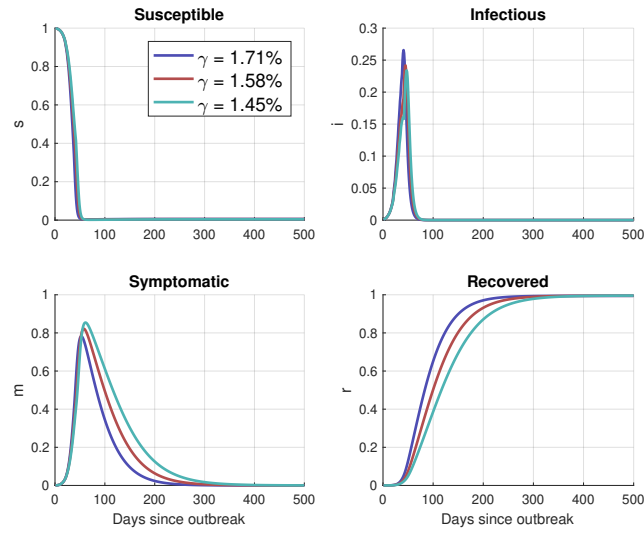 Susceptible
1
0.8
0.6
0.4
0.2
0
s
0 100 200 300 400 500
γ = 1.71%
γ = 1.58%
γ = 1.45%
Infectious
0.3
0.25
0.2
0.15
0.1
0.05
0
i
0 100 200 300 400 500
Symptomatic
1
0.8
0.6
0.4
0.2
0
m
0 100 200 300 400 500
Days since outbreak
Recovered
1
0.8
0.6
0.4
0.2
0
r
0 100 200 300 400 500
Days since outbreak